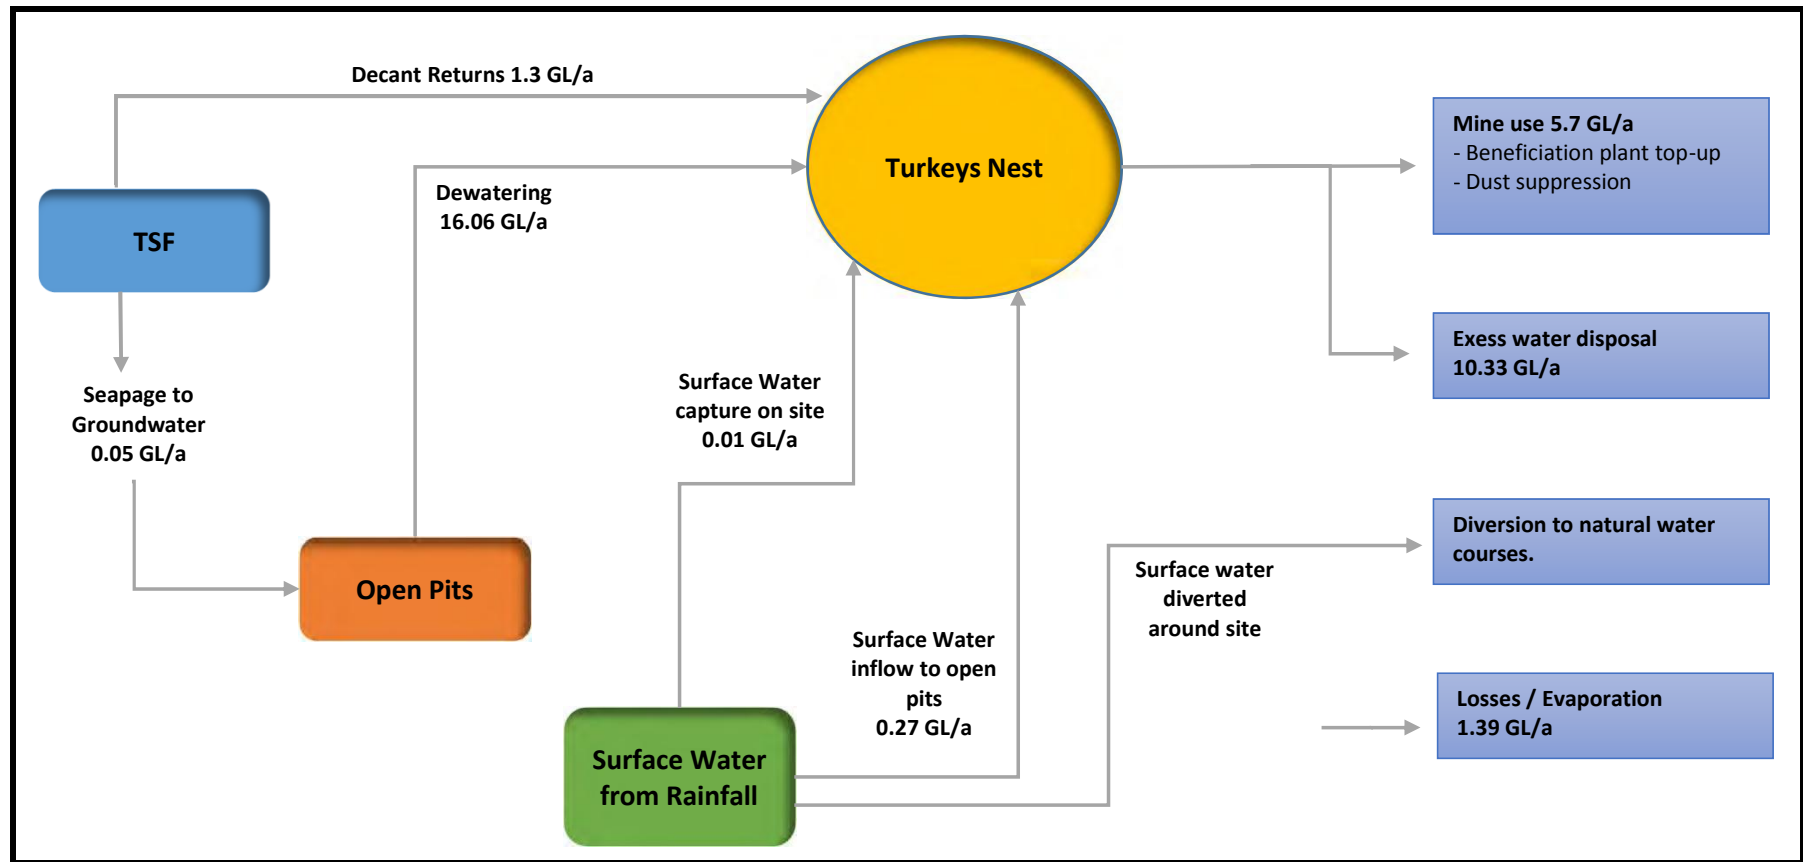 Decant Returns 1.3 GL/a
Turkeys Nest
Mine use 5.7 GL/a
- Beneficiation plant top-up
- Dust suppression
Dewatering
16.06 GL/a
TSF
Exess water disposal
10.33 GL/a
Seapage to
Groundwater
0.05 GL/a
Surface Water
capture on site
0.01 GL/a
Open Pits
Diversion to natural water
courses.
Surface water
diverted
around site
Surface Water
inflow to open
pits
0.27 GL/a
Losses / Evaporation
1.39 GL/a
Surface Water
from Rainfall